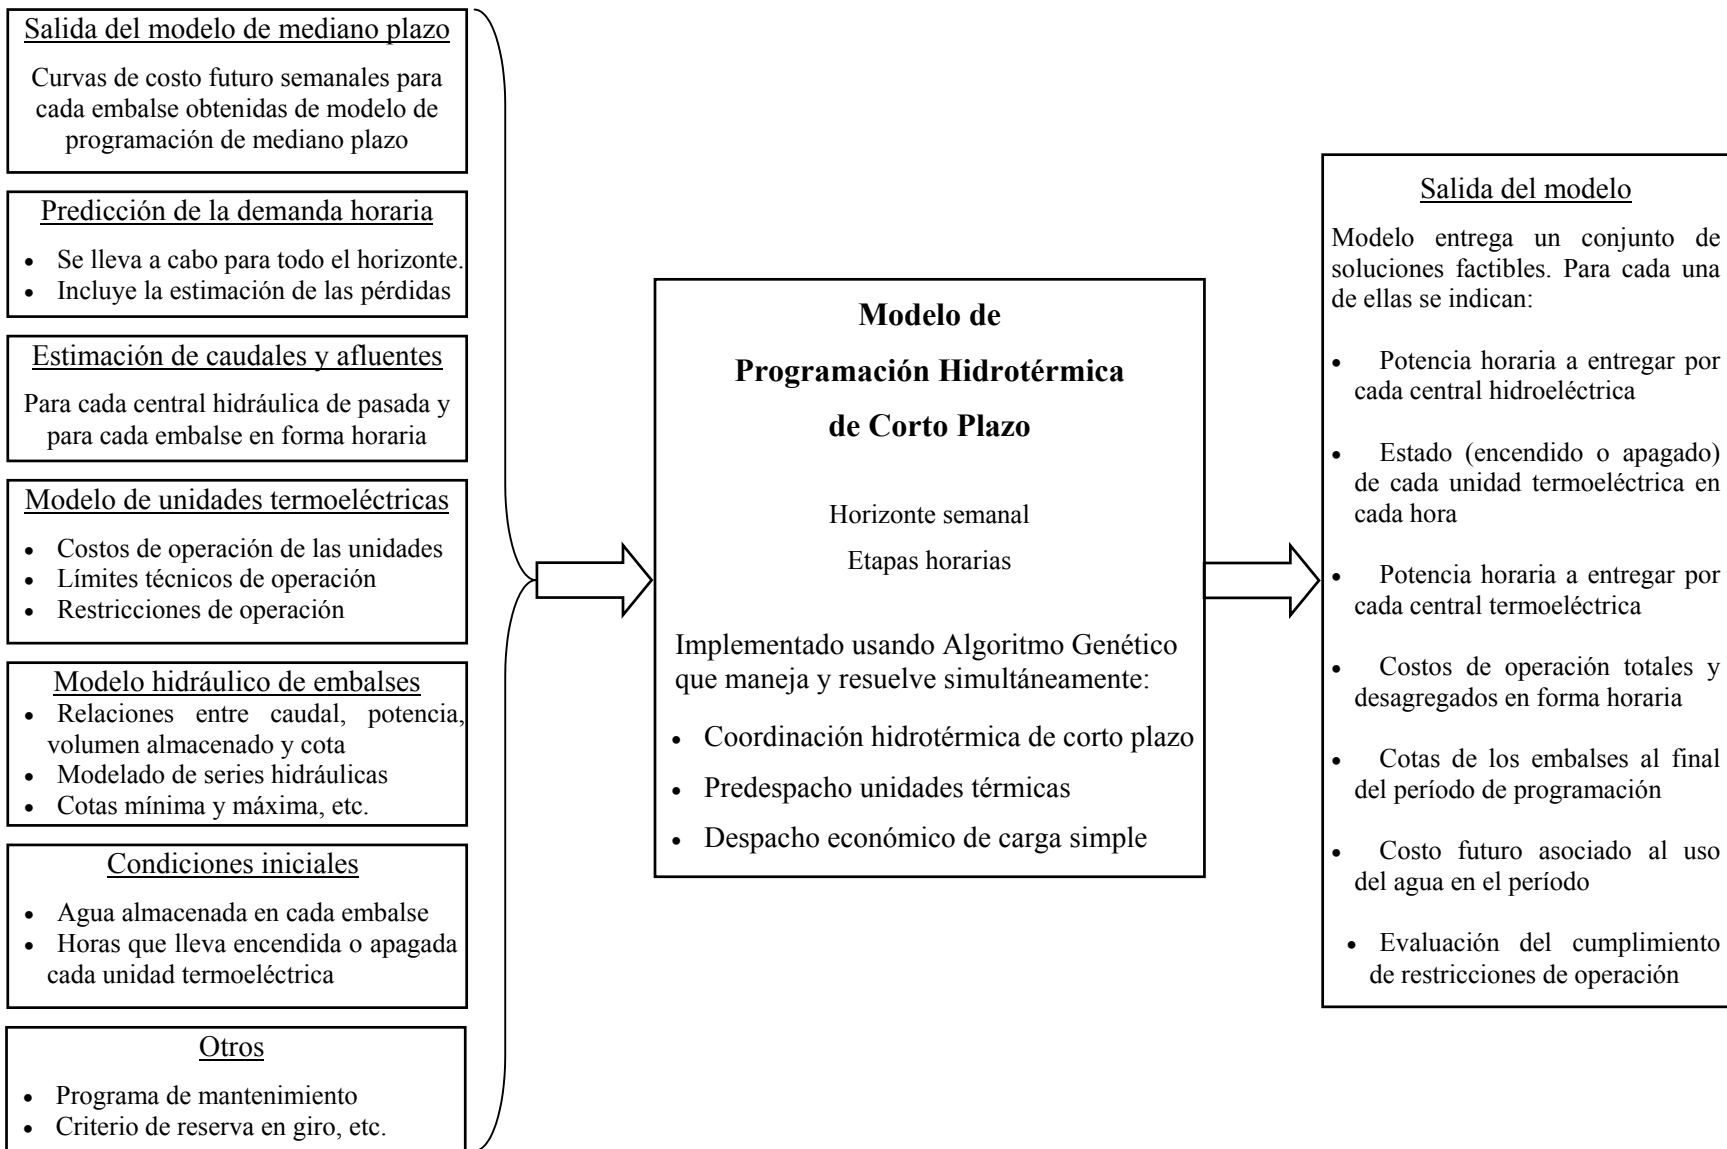 Salida del modelo de mediano plazo
Curvas de costo futuro semanales para
cada embalse obtenidas de modelo de
programación de mediano plazo
Predicción de la demanda horaria
• Se lleva a cabo para todo el horizonte.
• Incluye la estimación de las pérdidas
Estimación de caudales y afluentes
Para cada central hidráulica de pasada y
para cada embalse en forma horaria
Modelo de unidades termoeléctricas
• Costos de operación de las unidades
• Límites técnicos de operación
• Restricciones de operación
Modelo hidráulico de embalses
• Relaciones entre caudal, potencia,
volumen almacenado y cota
• Modelado de series hidráulicas
• Cotas mínima y máxima, etc.
Condiciones iniciales
• Agua almacenada en cada embalse
• Horas que lleva encendida o apagada
cada unidad termoeléctrica
Otros
• Programa de mantenimiento
• Criterio de reserva en giro, etc.
Modelo de
Programación Hidrotérmica
de Corto Plazo
Horizonte semanal
Etapas horarias
Implementado usando Algoritmo Genético
que maneja y resuelve simultáneamente:
• Coordinación hidrotérmica de corto plazo
• Predespacho unidades térmicas
• Despacho económico de carga simple
Salida del modelo
Modelo entrega un conjunto de
soluciones factibles. Para cada una
de ellas se indican:
• Potencia horaria a entregar por
cada central hidroeléctrica
• Estado (encendido o apagado)
de cada unidad termoeléctrica en
cada hora
• Potencia horaria a entregar por
cada central termoeléctrica
• Costos de operación totales y
desagregados en forma horaria
• Cotas de los embalses al final
del período de programación
• Costo futuro asociado al uso
del agua en el período
• Evaluación del cumplimiento
de restricciones de operación